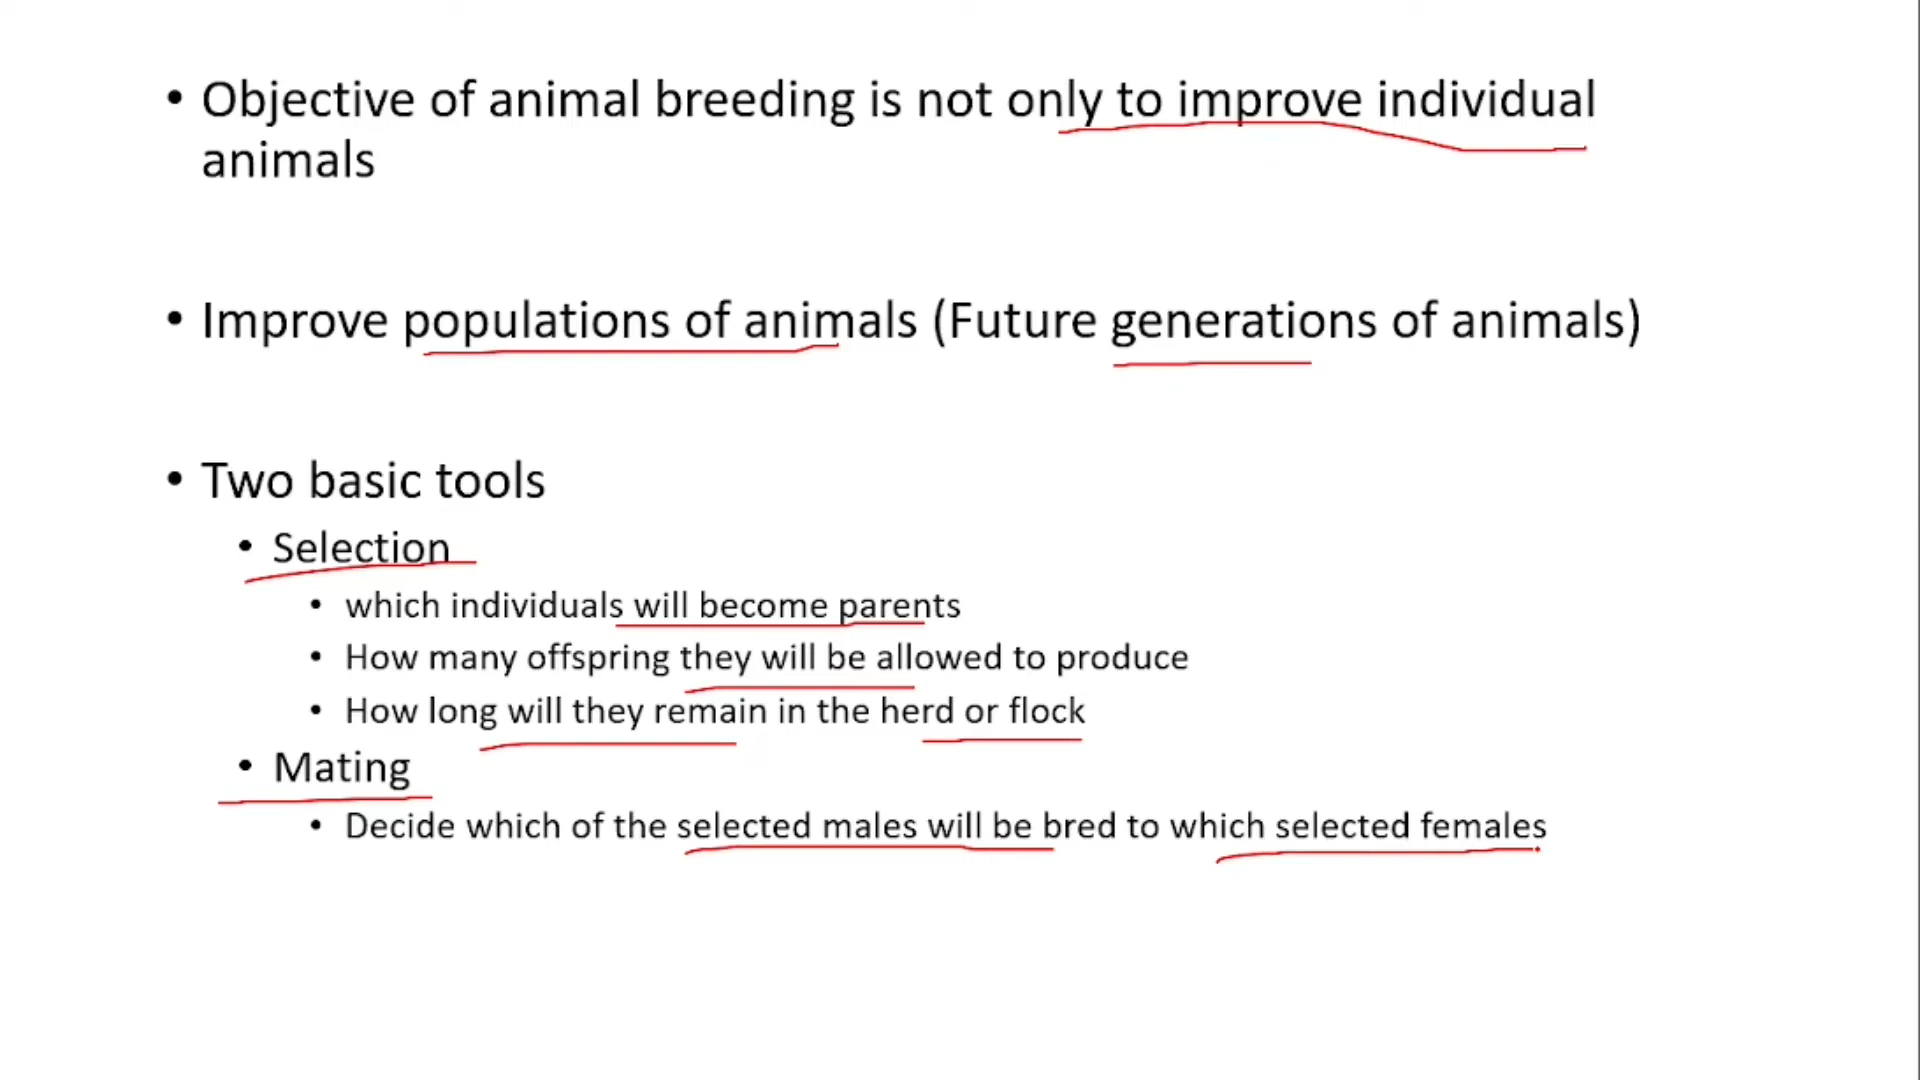 • Objective of animal breeding is not only to improve individual
animals
• Improve populations of animals (Future generations of animals)
• Two basic tools
• Selection
• which individuals will become parents
• How many offspring they will be allowed to produce
• How long will they remain in the herd or flock
• Mating
• Decide which of the selected males will be bred to which selected females